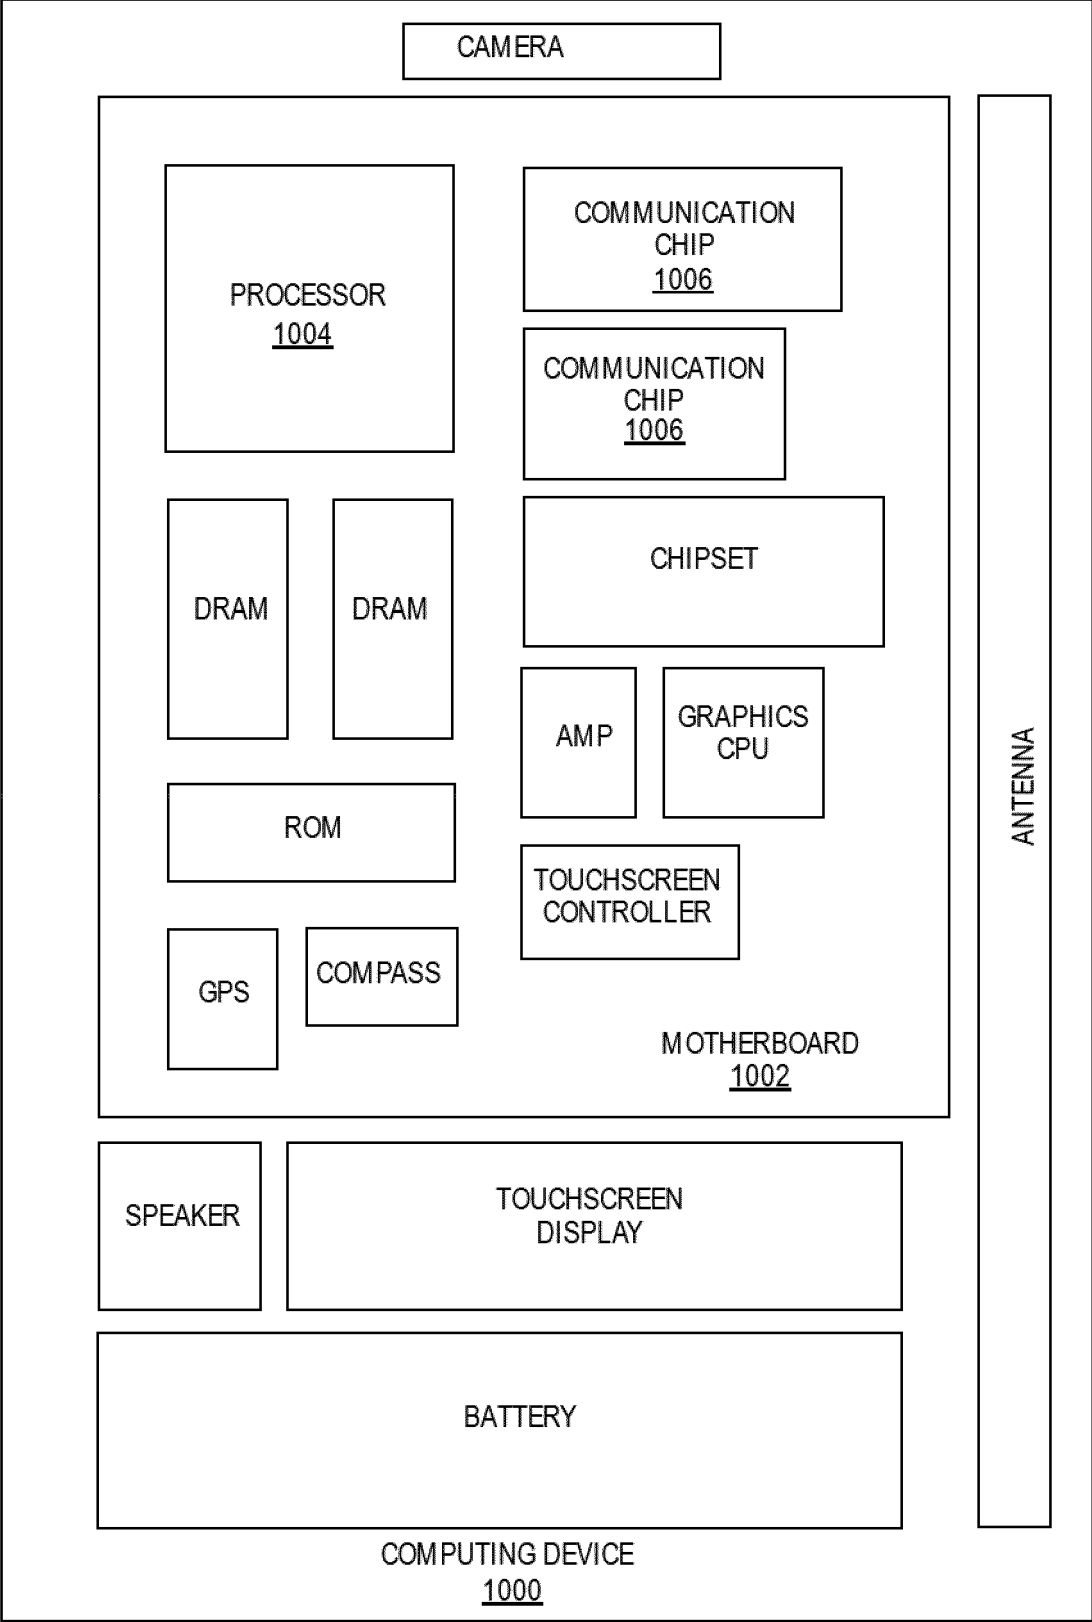 CAMERA
PROCESSOR
1004
COMMUNICATION
CHIP
1006
COMMUNICATION
CHIP
1006
DRAM
DRAM
CHIPSET
AMP
GRAPHICS
CPU
ROM
TOUCHSCREEN
CONTROLLER
GPS
COMPASS
MOTHERBOARD
1002
ANTENNA
SPEAKER
TOUCHSCREEN
DISPLAY
BATTERY
COMPUTING DEVICE
1000